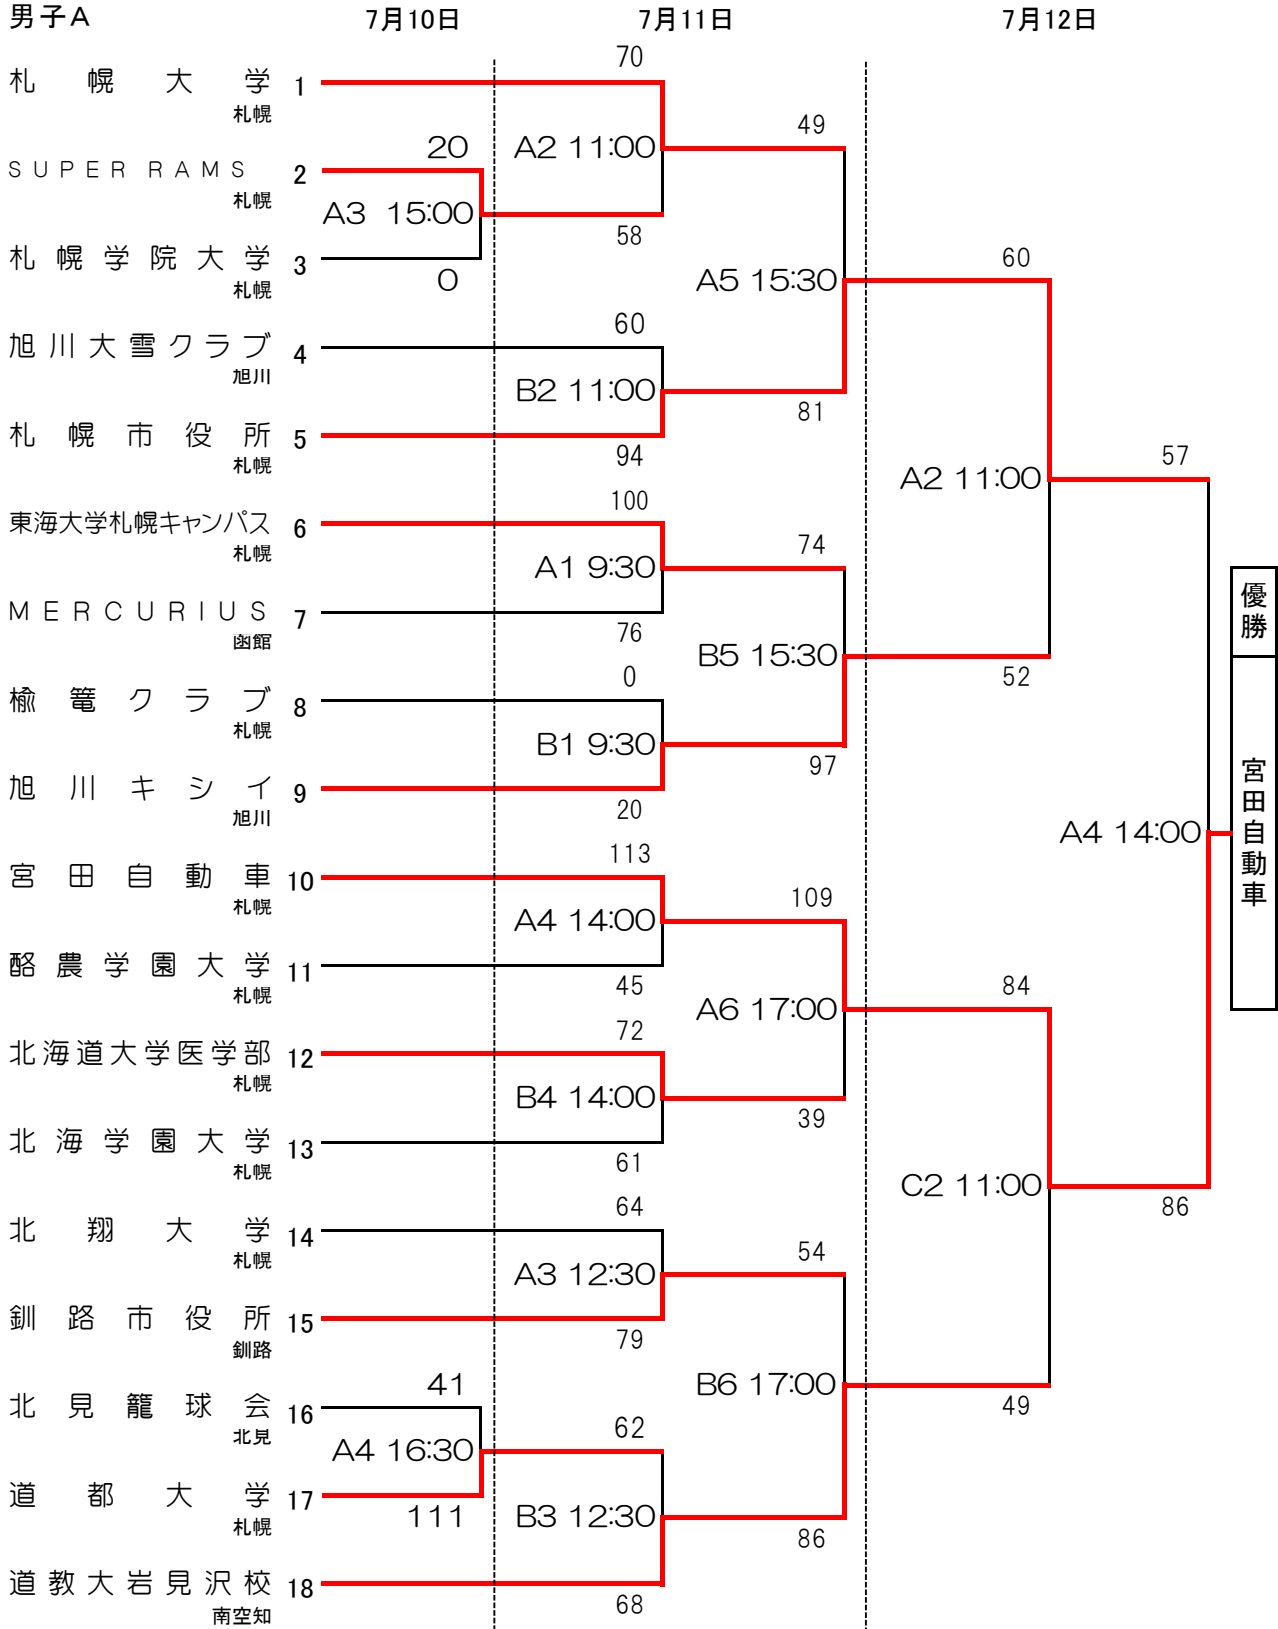 男子A 7月10日 7月11日 7月12日
70
札幌大学 1
札幌
49
20 A2 11:00
SUPER RAMS 2
札幌
A3 15:00
58
札幌学院大学 3
札幌
0
60
A5 15:30
60
旭川大雪クラブ 4
旭川
B2 11:00
81
札幌市役所 5
札幌
94
57
A2 11:00
100
東海大学札幌キャンパス 6
札幌
74
A1 9:30
MERCURIUS 7
函館
76
B5 15:30
52
0
楡篭クラブ 8
札幌
B1 9:30
97
旭川キシイ 9
旭川
20
優勝
宮田自動車
A4 14:00
113
宮田自動車 10
札幌
109
A4 14:00
酪農学園大学 11
札幌
45
A6 17:00
84
72
北海道大学医学部 12
札幌
B4 14:00
39
北海学園大学 13
札幌
61
C2 11:00
86
64
北翔大学 14
札幌
54
A3 12:30
釧路市役所 15
釧路
79
B6 17:00
49
41
北見籠球会 16
北見
62
A4 16:30
道都大学 17
札幌
111
B3 12:30
86
道教大岩見沢校 18
南空知
68